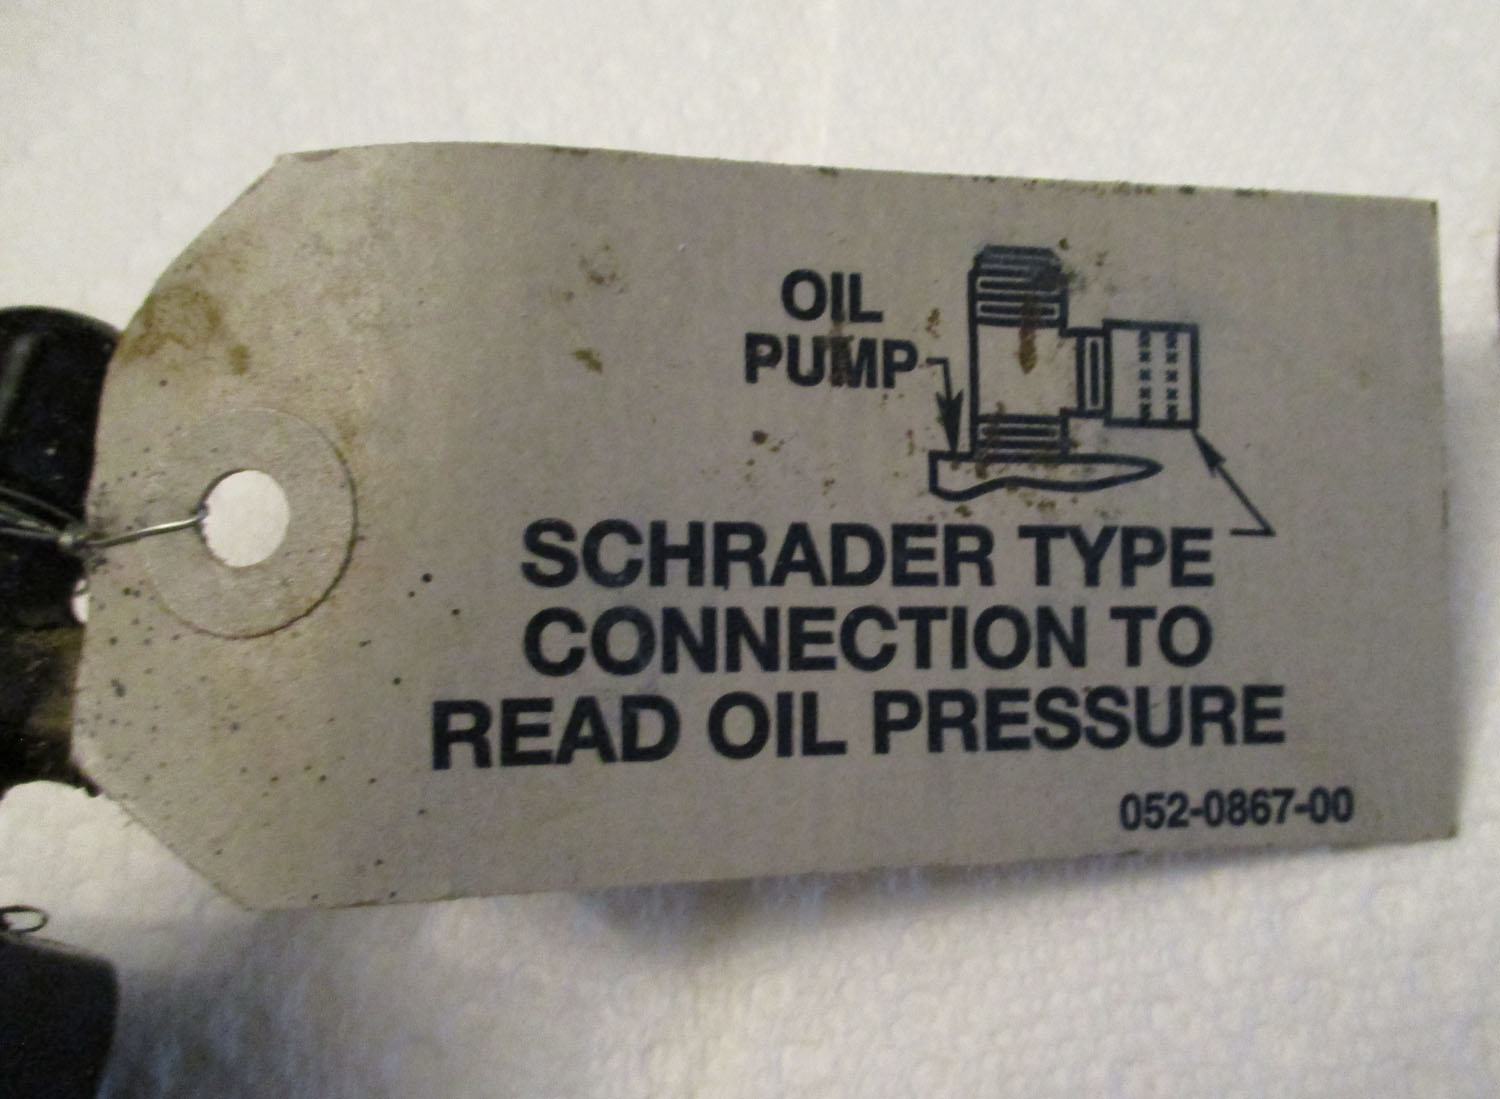 OIL
PUMP
SCHRADER TYPE
CONNECTION TO
READ OIL PRESSURE
052-0867-00